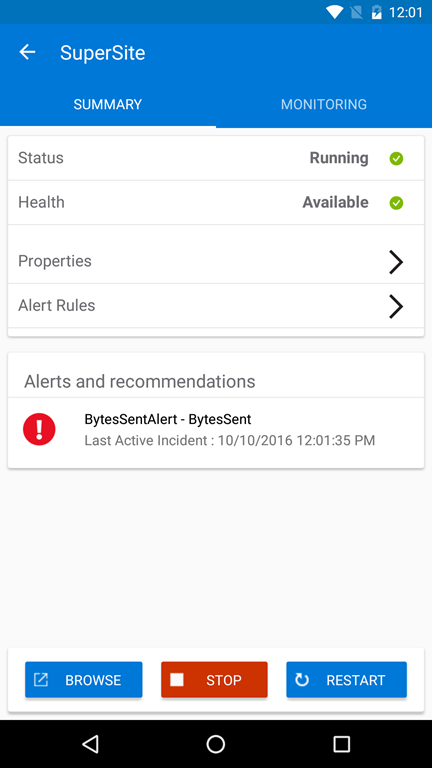 12:01
SuperSite
SUMMARY MONITORING
Status Running
Health Available
Properties
Alert Rules
Alerts and recommendations
BytesSentAlert - BytesSent
Last Active Incident : 10/10/2016 12:01:35 PM
BROWSE STOP RESTART